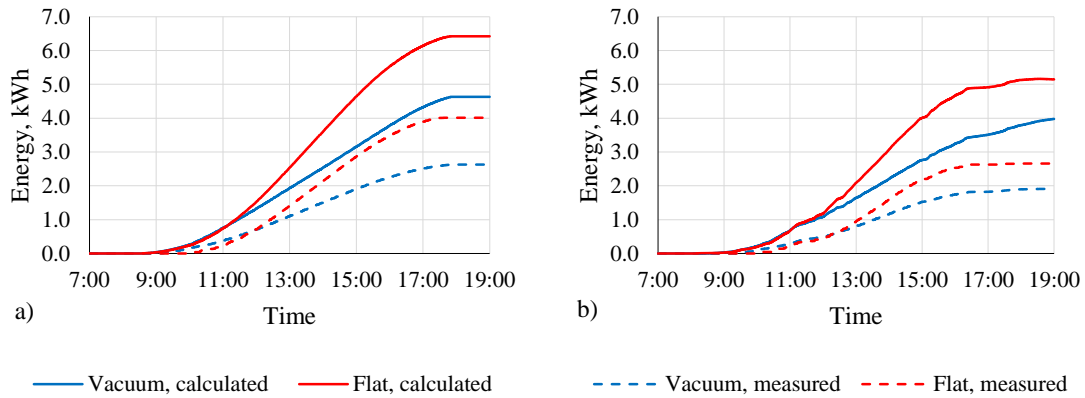 7.0
6.0
5.0
4.0
3.0
2.0
1.0
0.0
Energy, kWh
7:00 9:00 11:00 13:00 15:00 17:00 19:00
a)
Time
7.0
6.0
5.0
4.0
3.0
2.0
1.0
0.0
Energy, kWh
7:00 9:00 11:00 13:00 15:00 17:00 19:00
b)
Time
Vacuum, calculated Flat, calculated Vacuum, measured Flat, measured